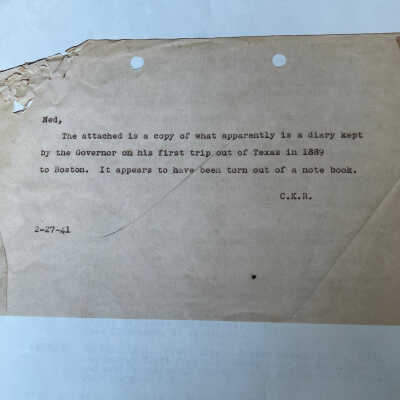 Ned,
The attached is a copy of what apparently is a diary kept
by the Governor on his first trip out of Texas in 1889
to Boston. It appears to have been torn out of a note book.
C.K.R.
2-27-41